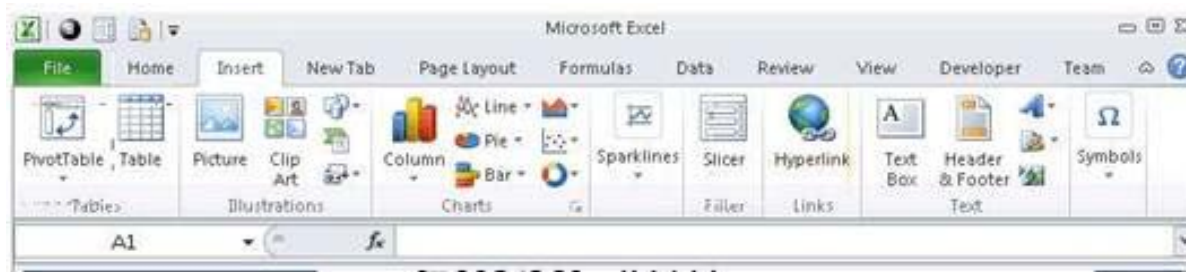 Microsoft Excel
File Home Insert New Tab Page Layout Formulas Data Review View Developer Team
PivotTable Table Picture Clip Art Column Line Pie Bar Sparklines Slicer Hyperlink Text Box Header & Footer Symbols
Tables Illustrations Charts Filler Links Text
A1 fx